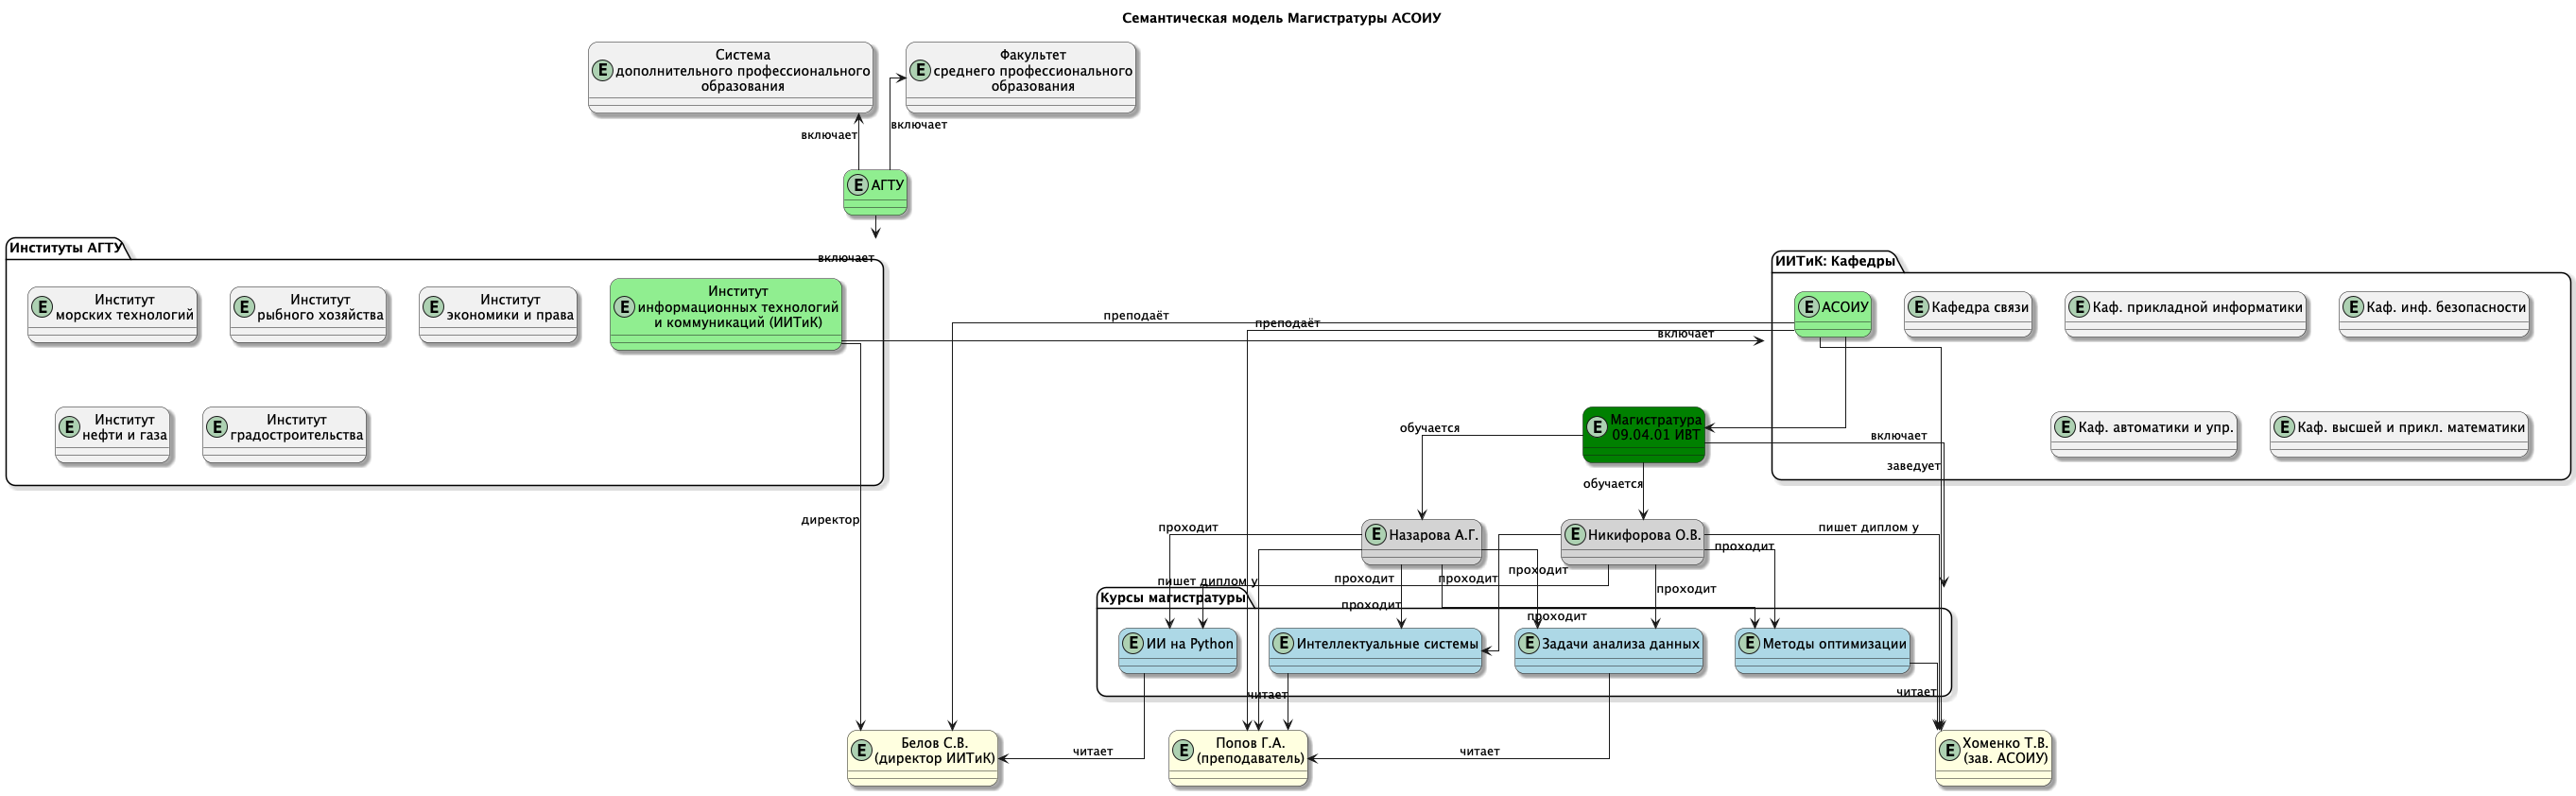 Семантическая модель Магистратуры АСОИУ
E
Система
дополнительного профессионального
образования
E
Факультет
среднего профессионального
образования
включает
включает
E
АГТУ
включает
Институты АГТУ
E
Институт
морских технологий
E
Институт
рыбного хозяйства
E
Институт
экономики и права
E
Институт
информационных технологий
и коммуникаций (ИИТиК)
E
Институт
нефти и газа
E
Институт
градостроительства
ИИТиК: Кафедры
E
АСОИУ
E
Кафедра связи
E
Каф. прикладной информатики
E
Каф. инф. безопасности
E
Каф. автоматики и упр.
E
Каф. высшей и прикл. математики
преподаёт
преподаёт
включает
E
Магистратура
09.04.01 ИВТ
обучается
включает
заведует
обучается
директор
E
Назарова А.Г.
E
Никифорова О.В.
проходит
пишет диплом у
проходит
пишет диплом у
проходит
проходит
проходит
проходит
проходит
проходит
Курсы магистратуры
E
ИИ на Python
E
Интеллектуальные системы
E
Задачи анализа данных
E
Методы оптимизации
читает
читает
читает
читает
E
Белов С.В.
(директор ИИТиК)
E
Попов Г.А.
(преподаватель)
E
Хоменко Т.В.
(зав. АСОИУ)